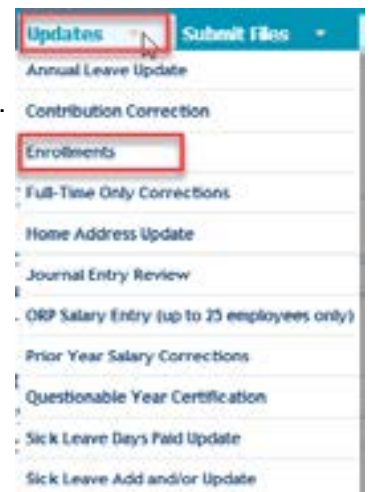 Updates Submit Files
Annual Leave Update
Contribution Correction
Enrollments
Full-Time Only Corrections
Home Address Update
Journal Entry Review
ORP Salary Entry (up to 25 employees only)
Prior Year Salary Corrections
Questionable Year Certification
Sick Leave Days Paid Update
Sick Leave Add and/or Update